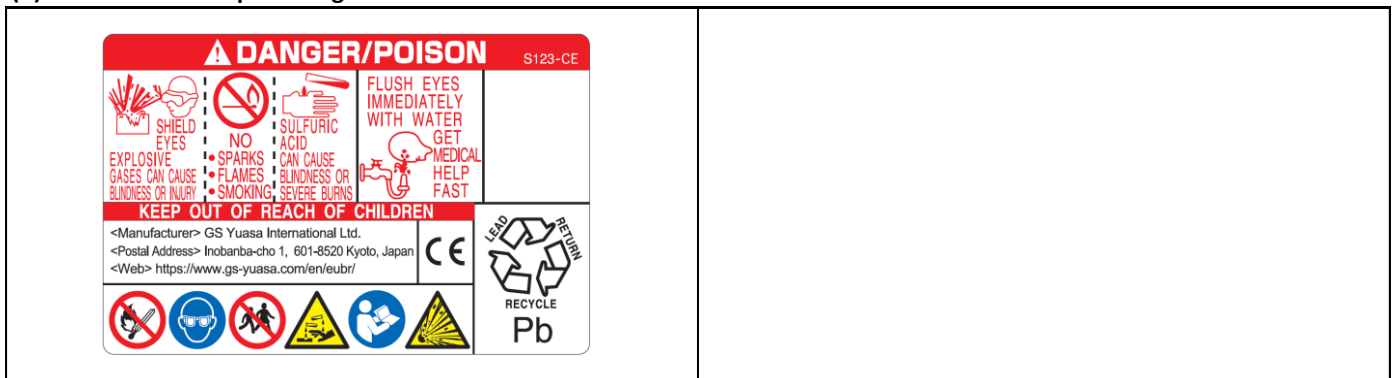 DANGER/POISON
S123-CE
SHIELD
EYES
EXPLOSIVE
GASES CAN CAUSE
BLINDNESS OR INJURY
NO
• SPARKS
• FLAMES
• SMOKING
SULFURIC
ACID
CAN CAUSE
BLINDNESS OR
SEVERE BURNS
FLUSH EYES
IMMEDIATELY
WITH WATER
GET
MEDICAL
HELP
FAST
KEEP OUT OF REACH OF CHILDREN
<Manufacturer> GS Yuasa International Ltd.
<Postal Address> Inobanba-cho 1, 601-8520 Kyoto, Japan
<Web> https://www.gs-yuasa.com/en/eubr/
CE
LEAD
RETURN
RECYCLE
Pb